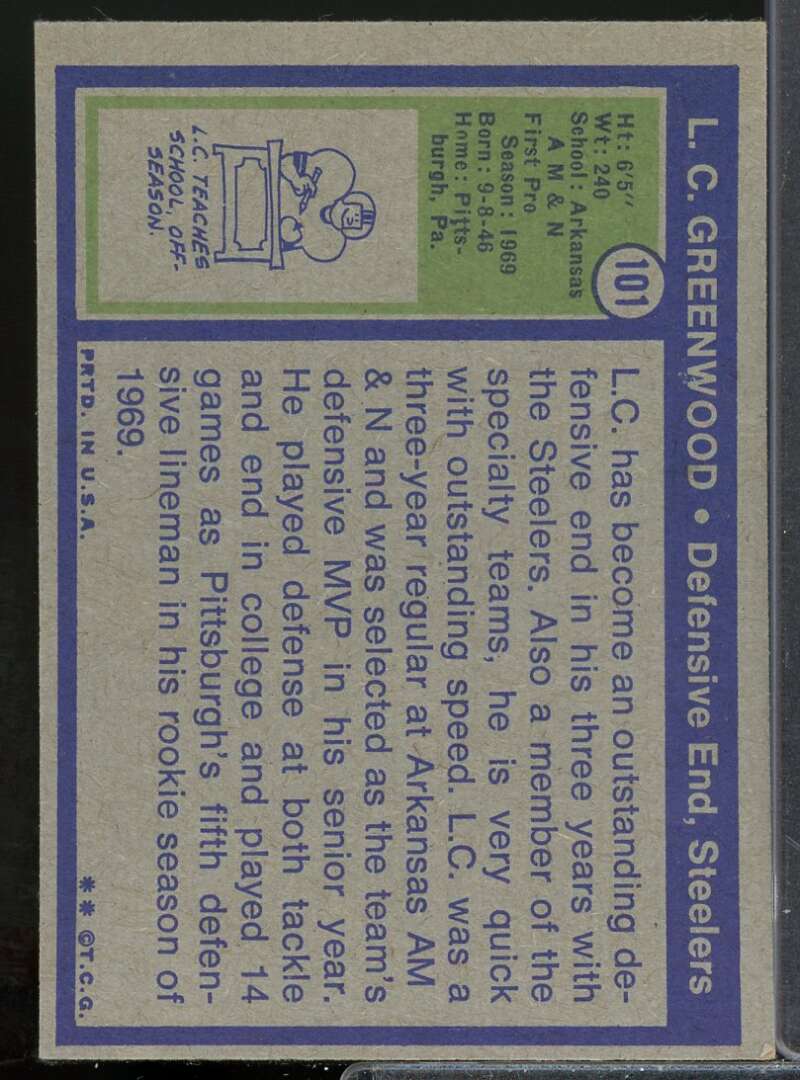 L. C. GREENWOOD • Defensive End, Steelers
101
Ht: 6'5"
Wt: 240
School: Arkansas
A M & N
First Pro
Season: 1969
Born: 9-8-46
Home: Pitts-
burgh, Pa.
L.C. TEACHES
SCHOOL, OFF-
SEASON.
L.C. has become an outstanding de-
fensive end in his three years with
the Steelers. Also a member of the
specialty teams, he is very quick
with outstanding speed. L.C. was a
three-year regular at Arkansas AM
& N and was selected as the team's
defensive MVP in his senior year.
He played defense at both tackle
and end in college and played 14
games as Pittsburgh's fifth defen-
sive lineman in his rookie season of
1969.
PRTD. IN U.S.A.
** ©T.C.G.